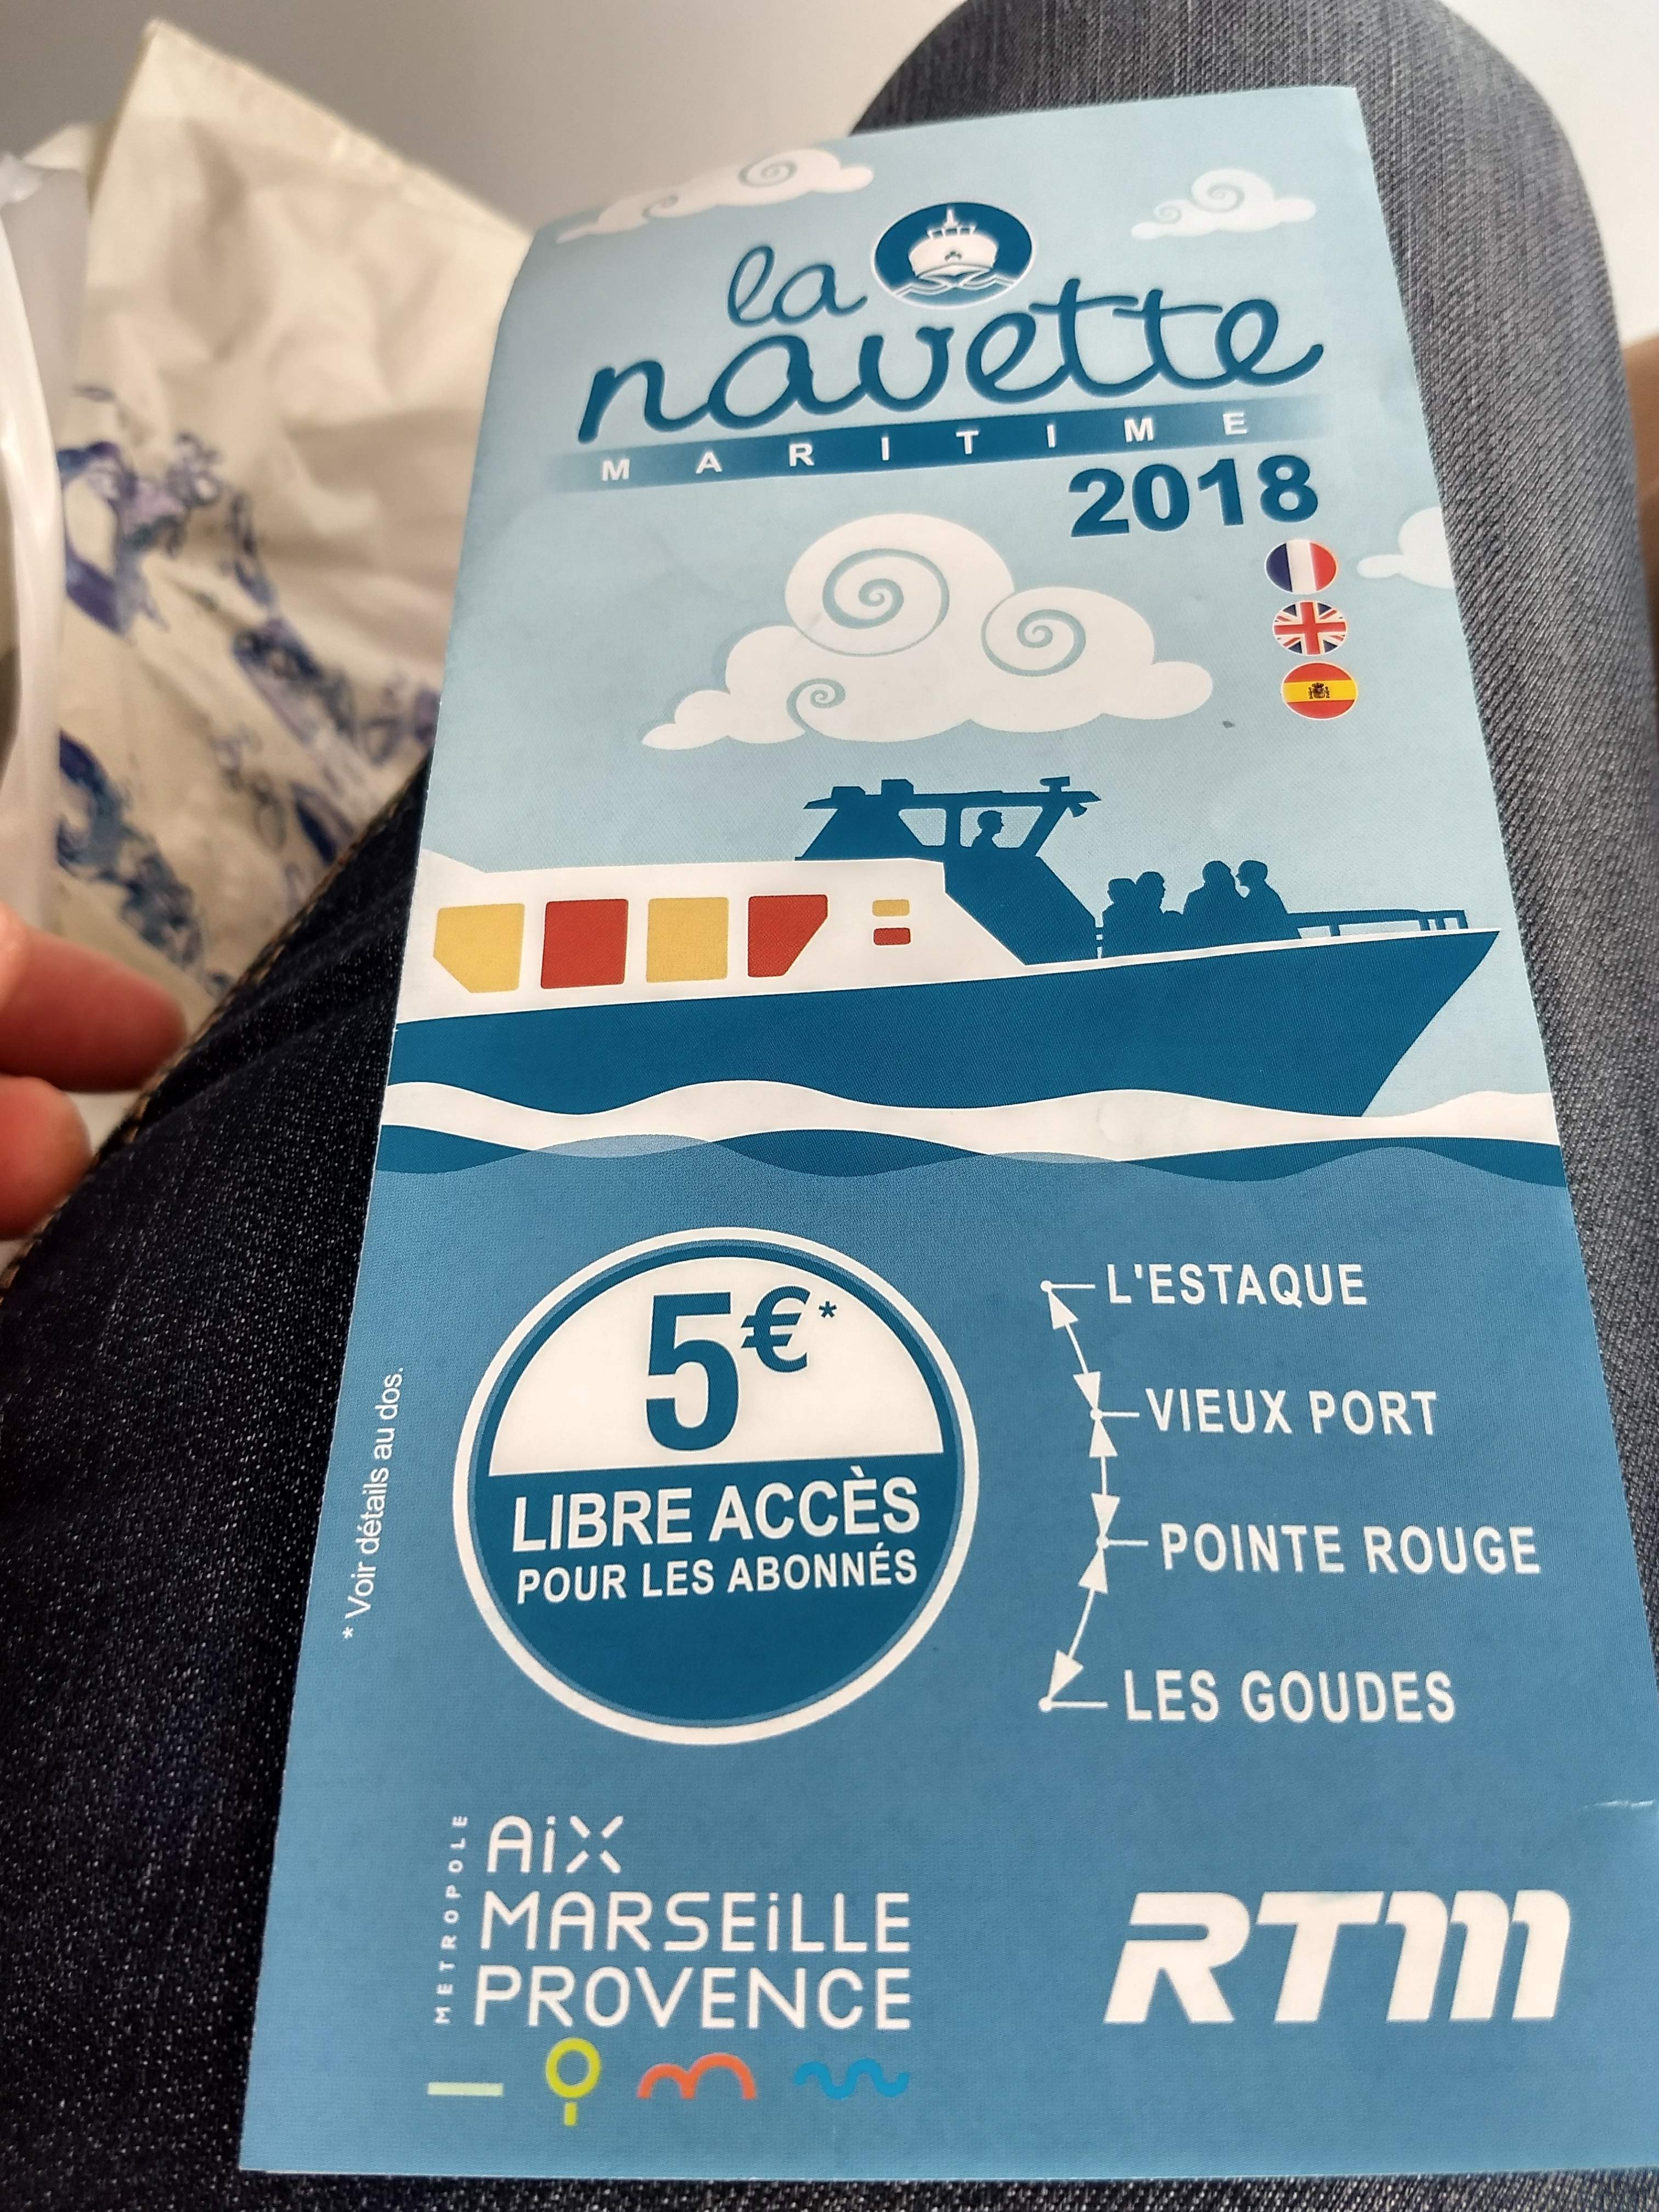 la
navette
MARITIME
2018
5€*
LIBRE ACCÈS
POUR LES ABONNÉS
* Voir détails au dos.
L'ESTAQUE
VIEUX PORT
POINTE ROUGE
LES GOUDES
METROPOLE
AiX
MARSEiLLE
PROVENCE
RTM